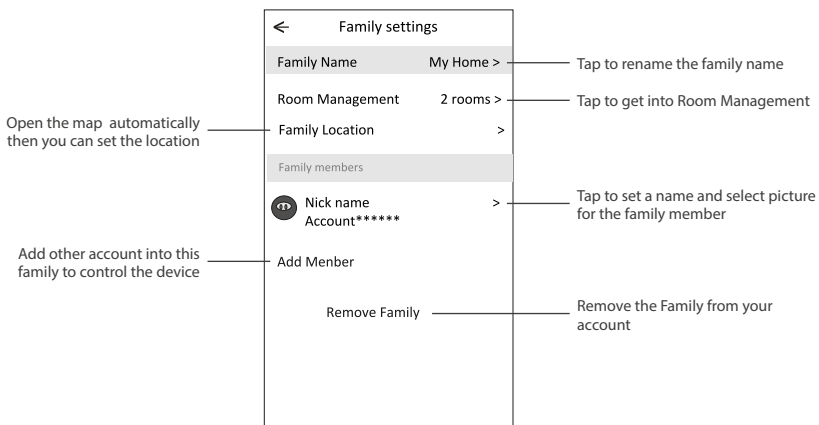 Family settings
Family Name My Home >
Tap to rename the family name
Room Management 2 rooms >
Tap to get into Room Management
Open the map automatically
then you can set the location
Family Location >
Family members
Nick name >
Account******
Tap to set a name and select picture
for the family member
Add other account into this
family to control the device
Add Menber
Remove Family
Remove the Family from your
account